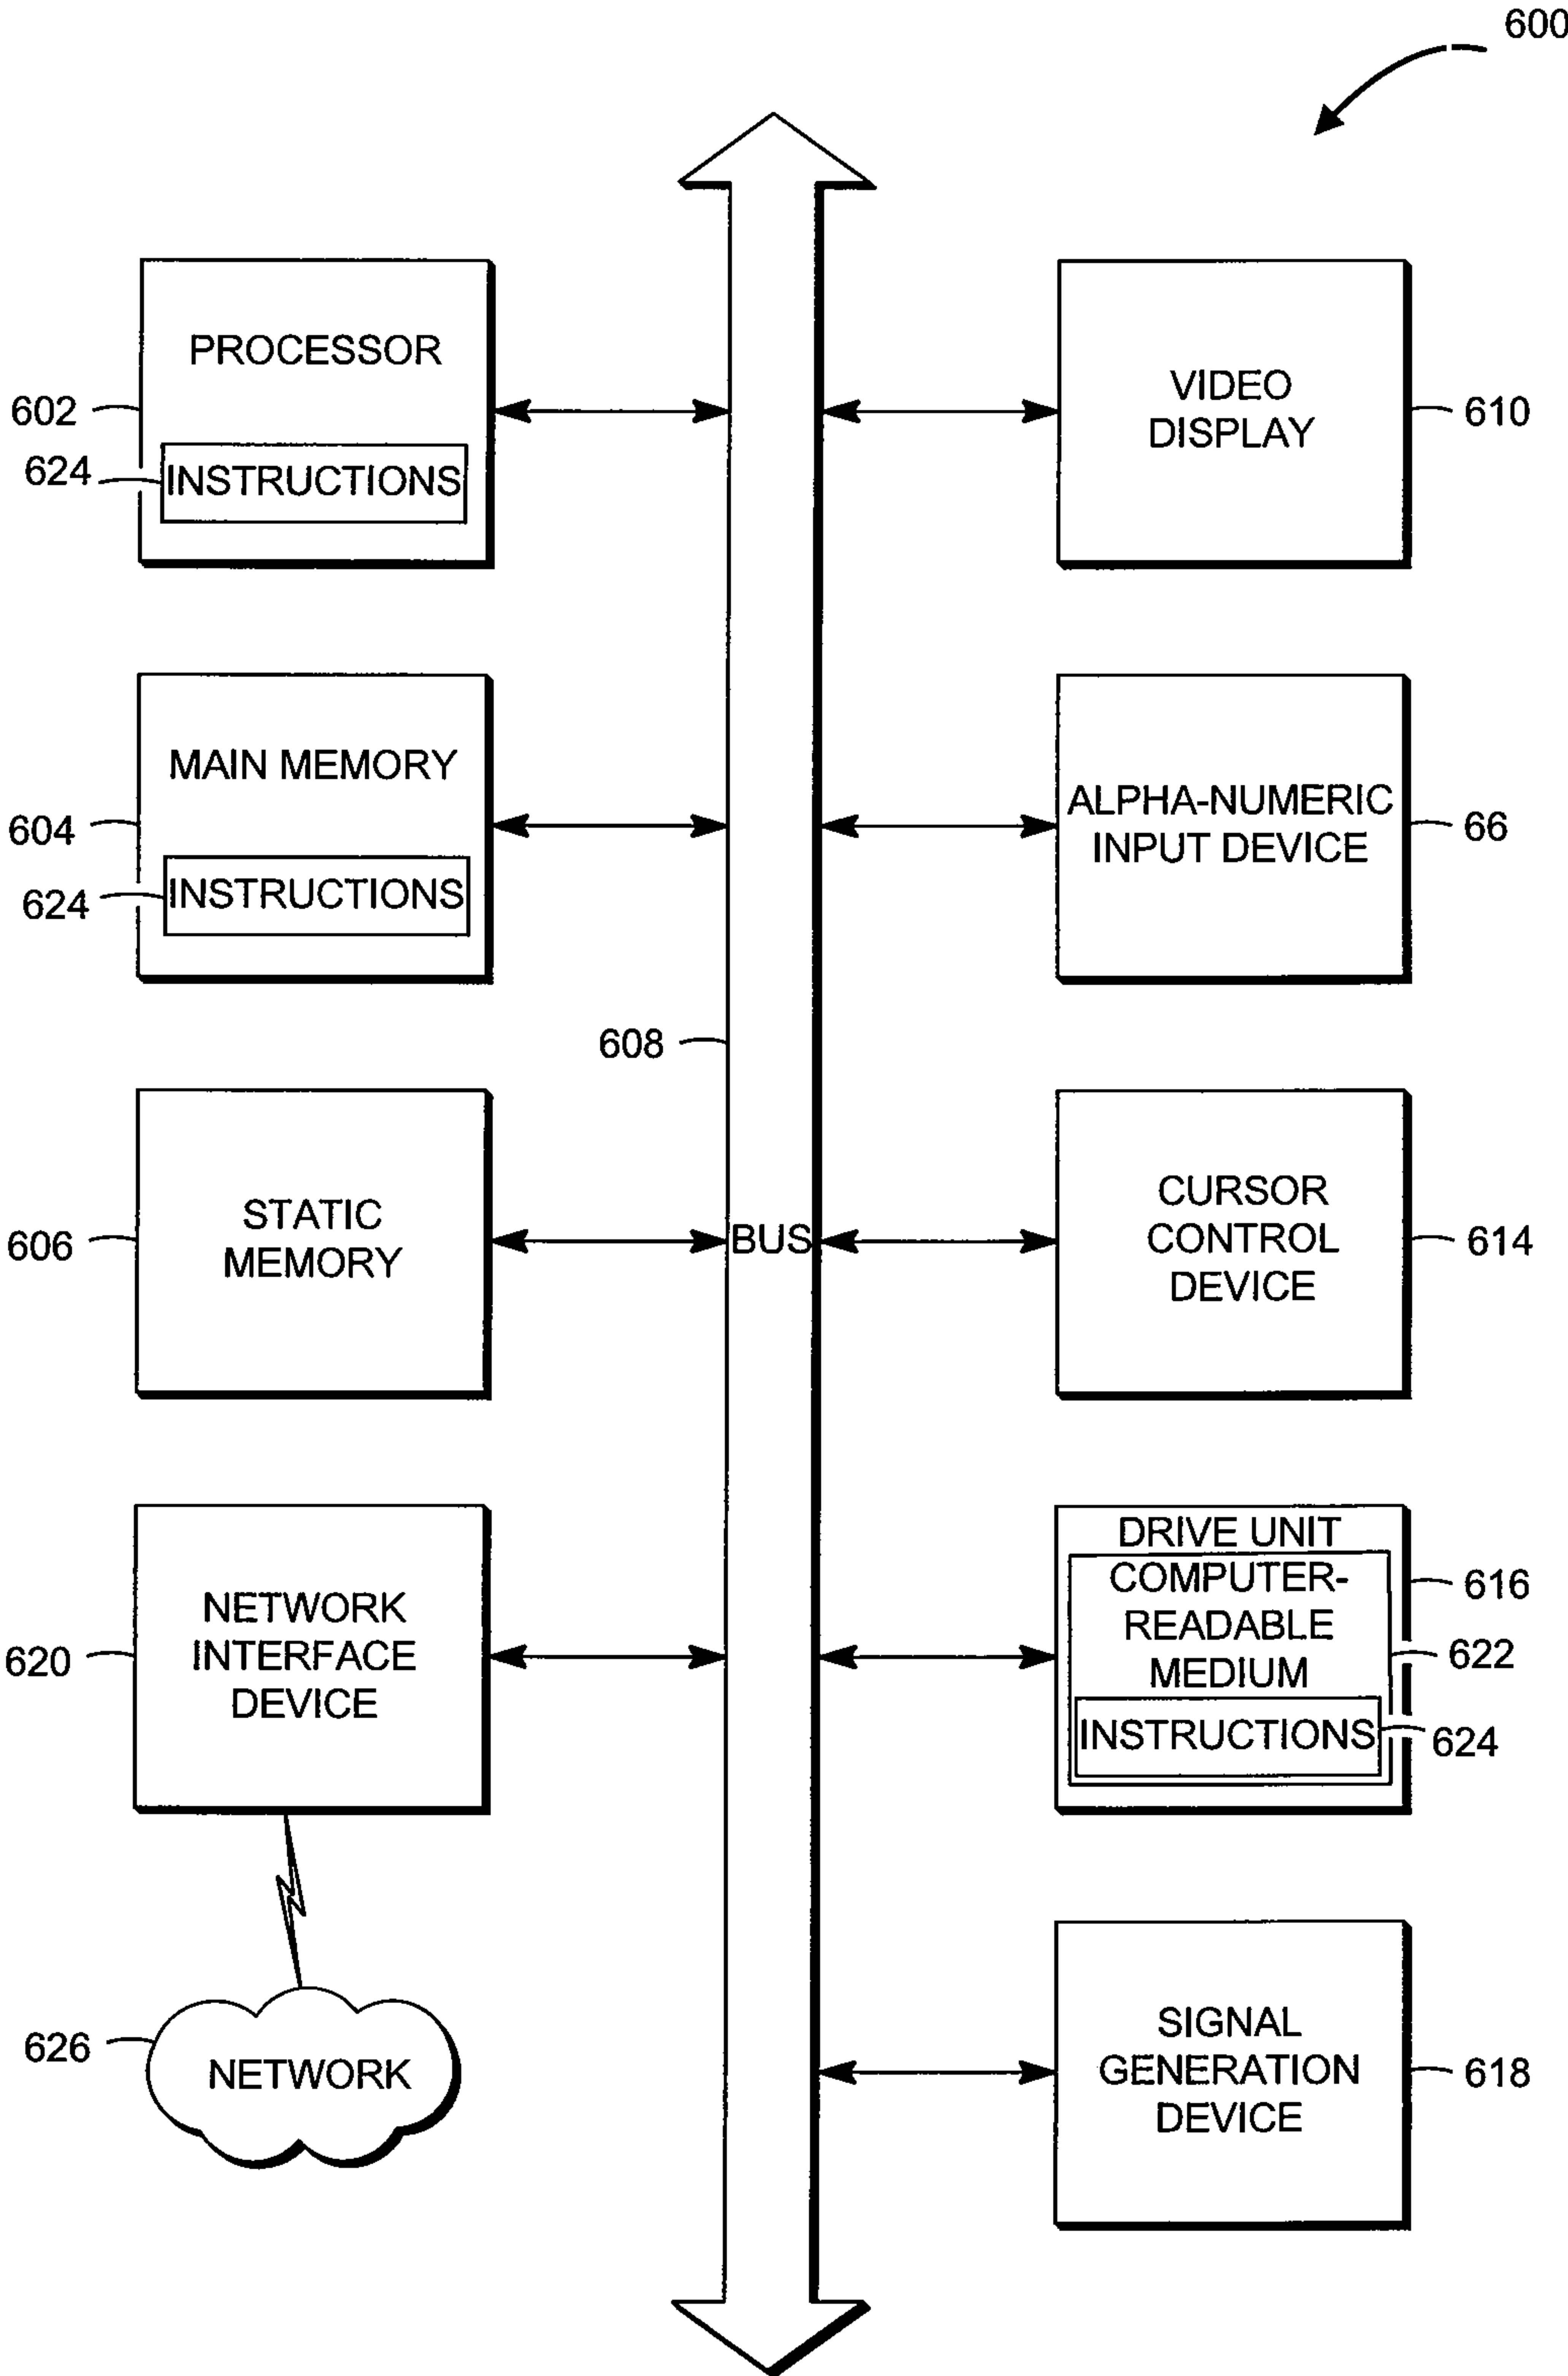 600
PROCESSOR
602
624
INSTRUCTIONS
VIDEO
DISPLAY
610
MAIN MEMORY
604
624
INSTRUCTIONS
ALPHA-NUMERIC
INPUT DEVICE
66
608
STATIC
MEMORY
606
BUS
CURSOR
CONTROL
DEVICE
614
NETWORK
INTERFACE
DEVICE
620
DRIVE UNIT
COMPUTER-
READABLE
MEDIUM
616
622
INSTRUCTIONS
624
626
NETWORK
SIGNAL
GENERATION
DEVICE
618